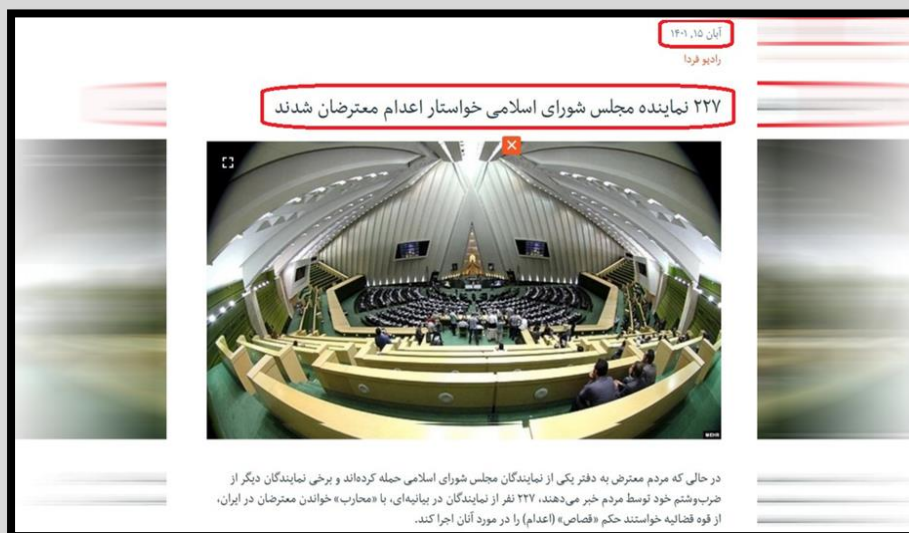 آبان ۱۵, ۱۴۰۱
رادیو فردا
۲۲۷ نماینده مجلس شورای اسلامی خواستار اعدام معترضان شدند
MEHR
در حالی که مردم معترض به دفتر یکی از نمایندگان مجلس شورای اسلامی حمله کرده‌اند و برخی نمایندگان دیگر از
ضرب‌وشتم خود توسط مردم خبر می‌دهند، ۲۲۷ نفر از نمایندگان در بیانیه‌ای، با «محارب» خواندن معترضان در ایران،
از قوه قضائیه خواستند حکم «قصاص» (اعدام) را در مورد آنان اجرا کند.